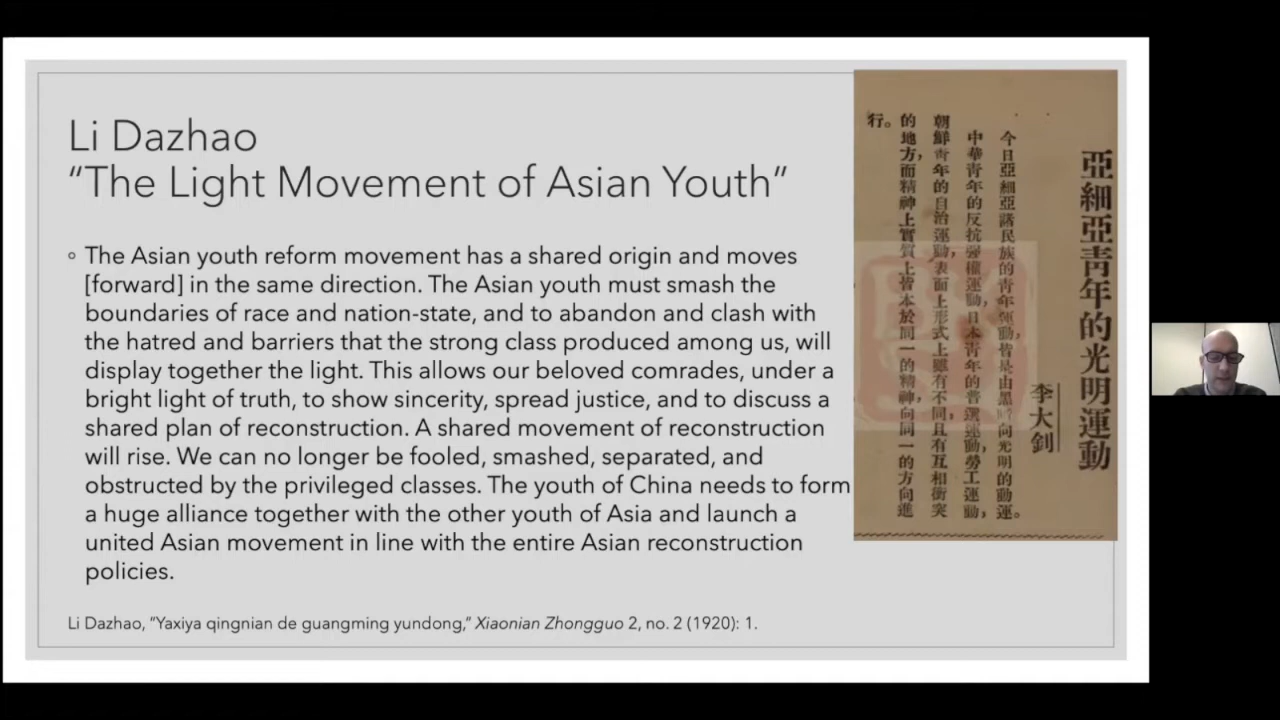 Li Dazhao
“The Light Movement of Asian Youth”
◦ The Asian youth reform movement has a shared origin and moves
[forward] in the same direction. The Asian youth must smash the
boundaries of race and nation-state, and to abandon and clash with
the hatred and barriers that the strong class produced among us, will
display together the light. This allows our beloved comrades, under a
bright light of truth, to show sincerity, spread justice, and to discuss a
shared plan of reconstruction. A shared movement of reconstruction
will rise. We can no longer be fooled, smashed, separated, and
obstructed by the privileged classes. The youth of China needs to form
a huge alliance together with the other youth of Asia and launch a
united Asian movement in line with the entire Asian reconstruction
policies.
Li Dazhao, “Yaxiya qingnian de guangming yundong,” Xiaonian Zhongguo 2, no. 2 (1920): 1.
亞細亞靑年的光明運動
李大釗
今日亞細亞諸民族的靑年運動，皆是由黑向光明的動運。
中華靑年的反抗權運動，日本靑年的普選運動，勞工運動，
朝鮮靑年的自治運動，表面上形式上雖有不同，且有互相衝突
的地方，而精神上實質上皆本於同一的精神，向同一的方向進
行。